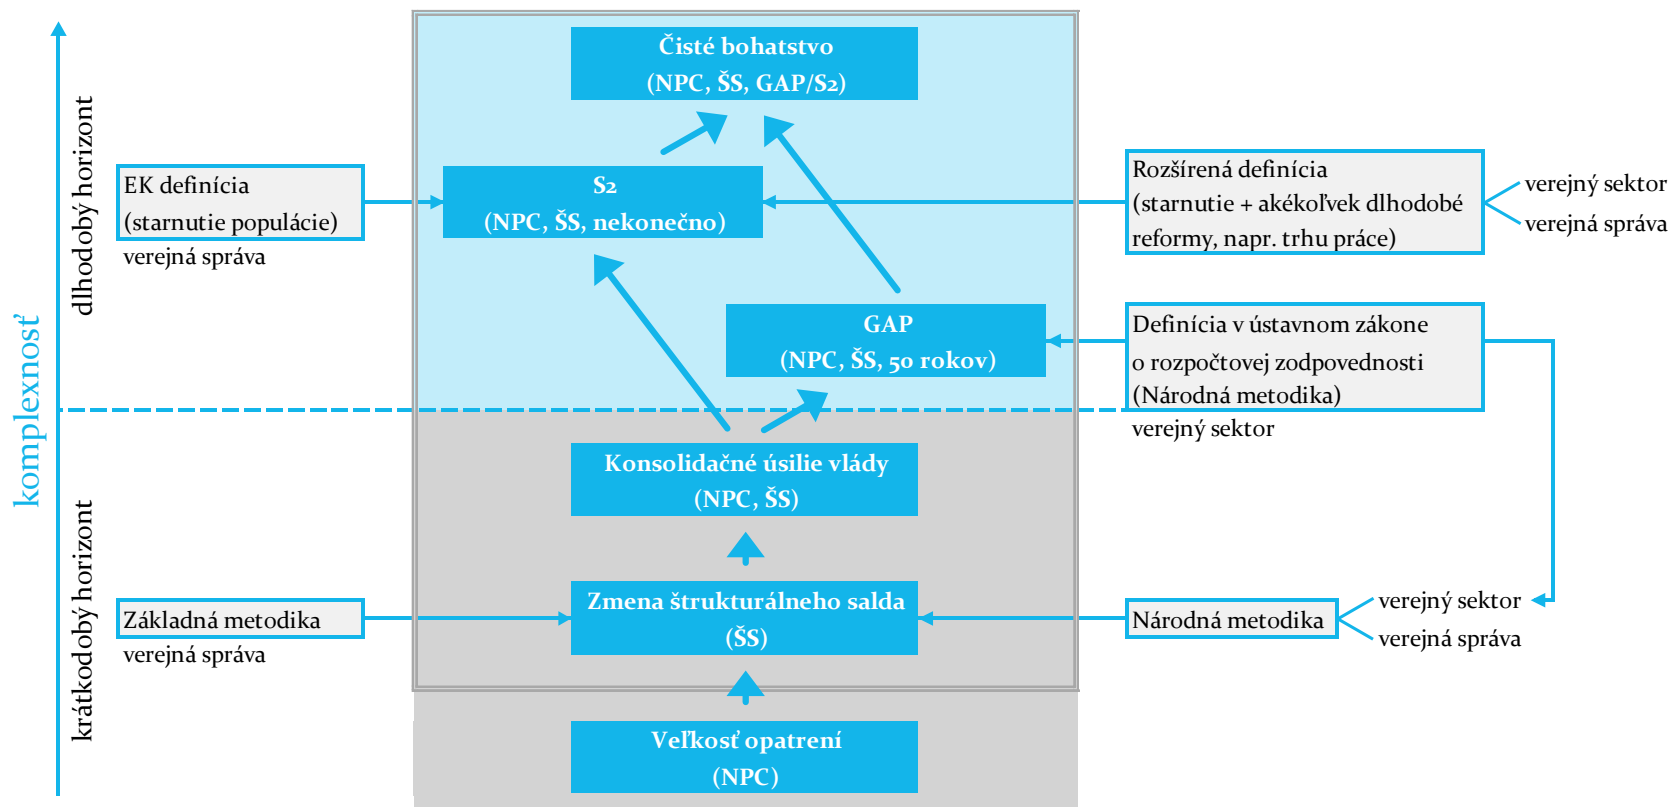 Čisté bohatstvo
(NPC, ŠS, GAP/S2)
dlhodobý horizont
EK definícia
(starnutie populácie)
verejná správa
S2
(NPC, ŠS, nekonečno)
Rozšírená definícia
(starnutie + akékoľvek dlhodobé
reformy, napr. trhu práce)
verejný sektor
verejná správa
komplexnosť
GAP
(NPC, ŠS, 50 rokov)
Definícia v ústavnom zákone
o rozpočtovej zodpovednosti
(Národná metodika)
verejný sektor
Konsolidačné úsilie vlády
(NPC, ŠS)
krátkodobý horizont
Základná metodika
verejná správa
Zmena štrukturálneho salda
(ŠS)
Národná metodika
verejný sektor
verejná správa
Veľkosť opatrení
(NPC)